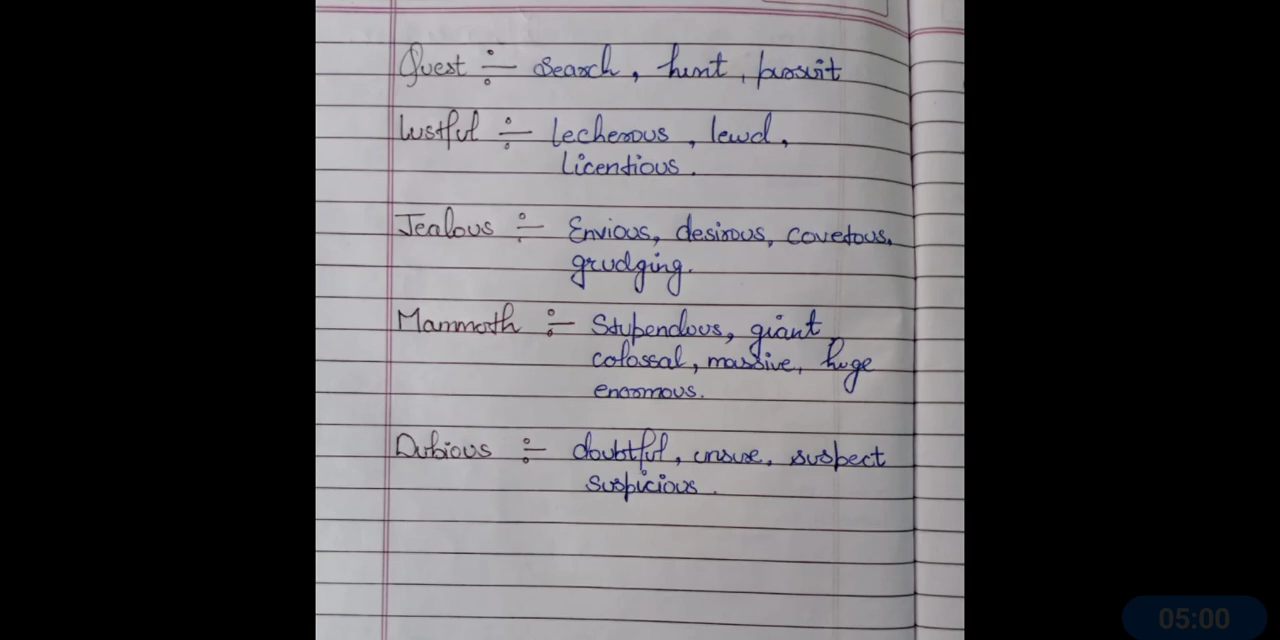 Quest :- Search, hunt, pursuit
Lustful :- Lecherous, lewd,
Licentious.
Jealous :- Envious, desirous, covetous,
grudging.
Mammoth :- Stupendous, giant,
colossal, massive, huge
enormous.
Dubious :- doubtful, unsure, suspect
suspicious.
05:00